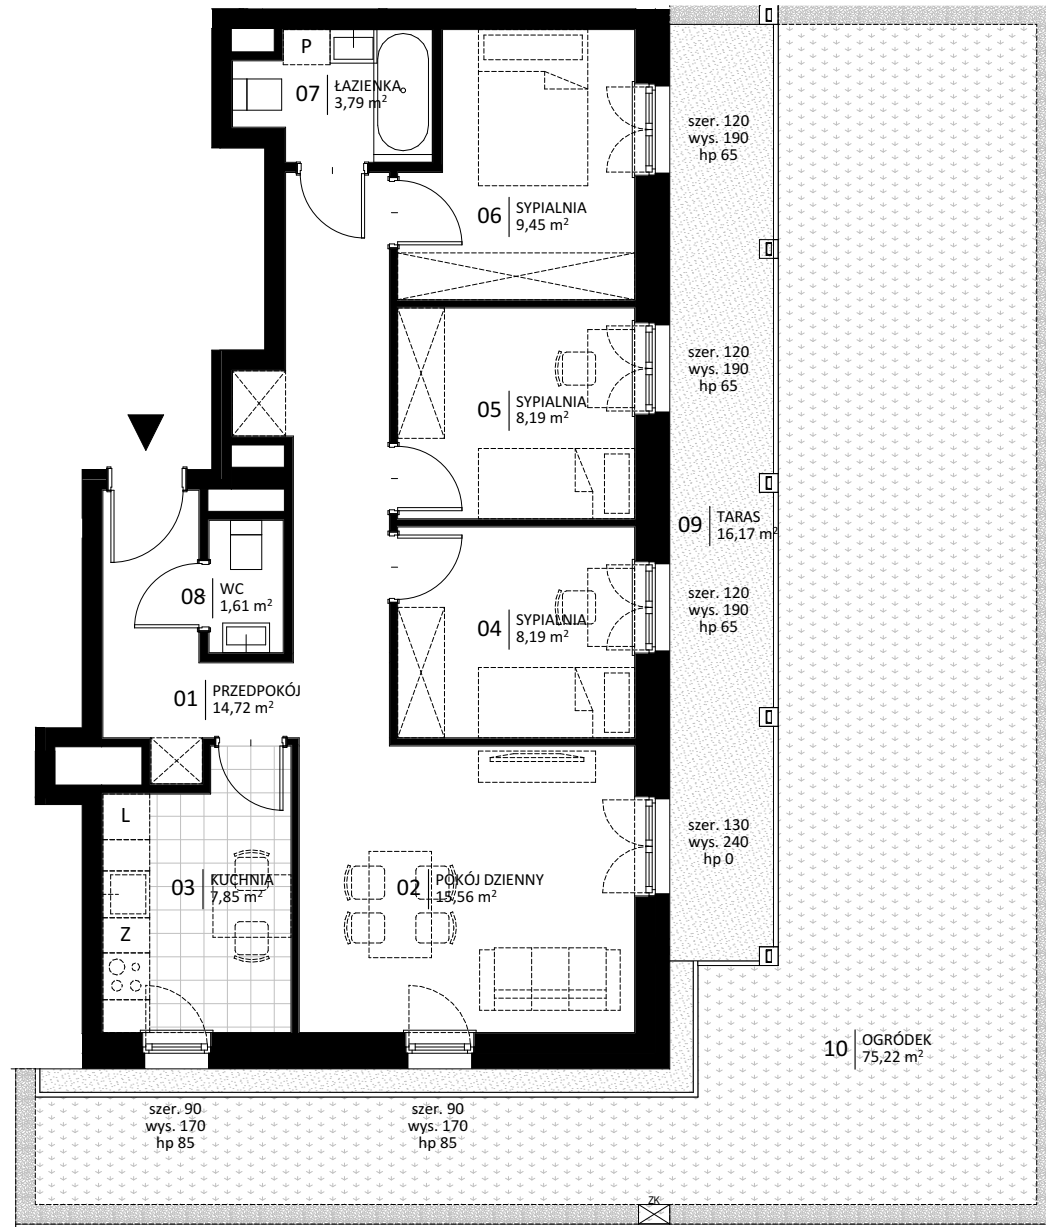 P
07
ŁAZIENKA
3,79 m²
szer. 120
wys. 190
hp 65
06
SYPIALNIA
9,45 m²
szer. 120
wys. 190
hp 65
05
SYPIALNIA
8,19 m²
09
TARAS
16,17 m²
08
WC
1,61 m²
szer. 120
wys. 190
hp 65
04
SYPIALNIA
8,19 m²
01
PRZEDPOKÓJ
14,72 m²
L
szer. 130
wys. 240
hp 0
03
KUCHNIA
7,85 m²
02
POKÓJ DZIENNY
15,56 m²
Z
10
OGRÓDEK
75,22 m²
szer. 90
wys. 170
hp 85
szer. 90
wys. 170
hp 85
ZK